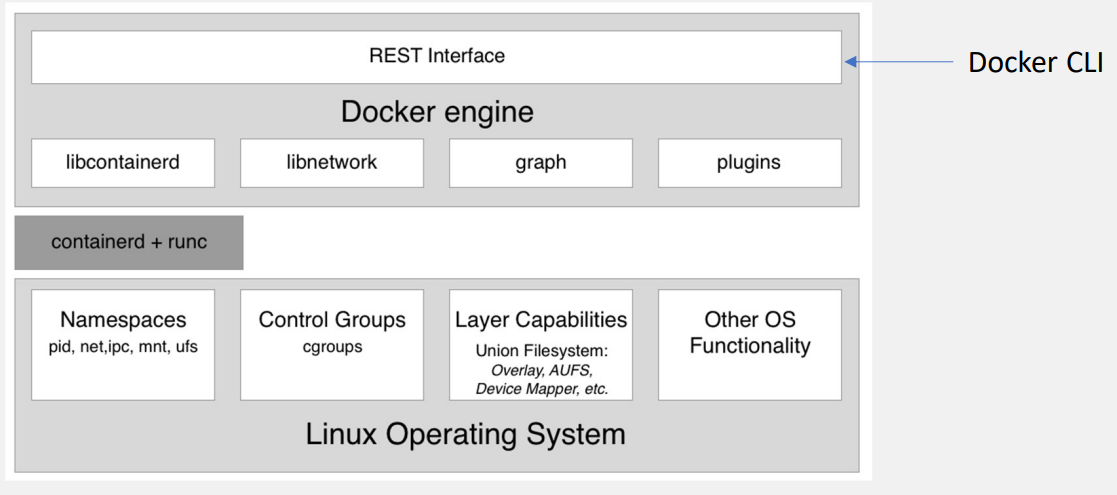 REST Interface
Docker CLI
Docker engine
libcontainerd
libnetwork
graph
plugins
containerd + runc
Namespaces
pid, net,ipc, mnt, ufs
Control Groups
cgroups
Layer Capabilities
Union Filesystem:
Overlay, AUFS,
Device Mapper, etc.
Other OS
Functionality
Linux Operating System